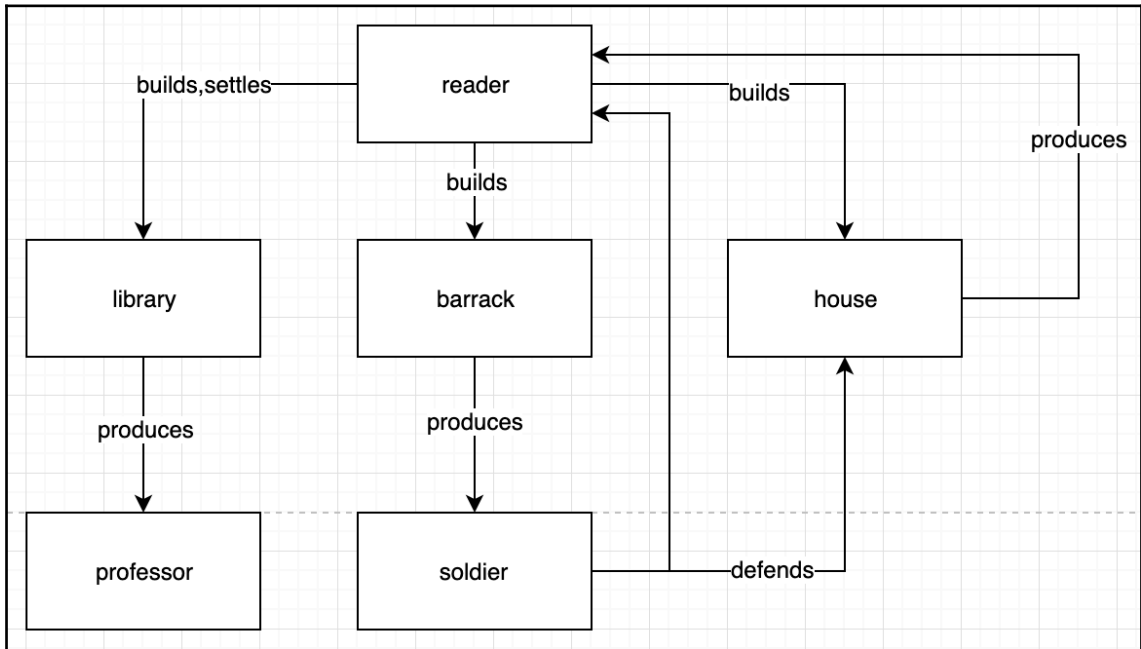 reader
builds,settles
builds
produces
builds
library
barrack
house
produces
produces
professor
soldier
defends